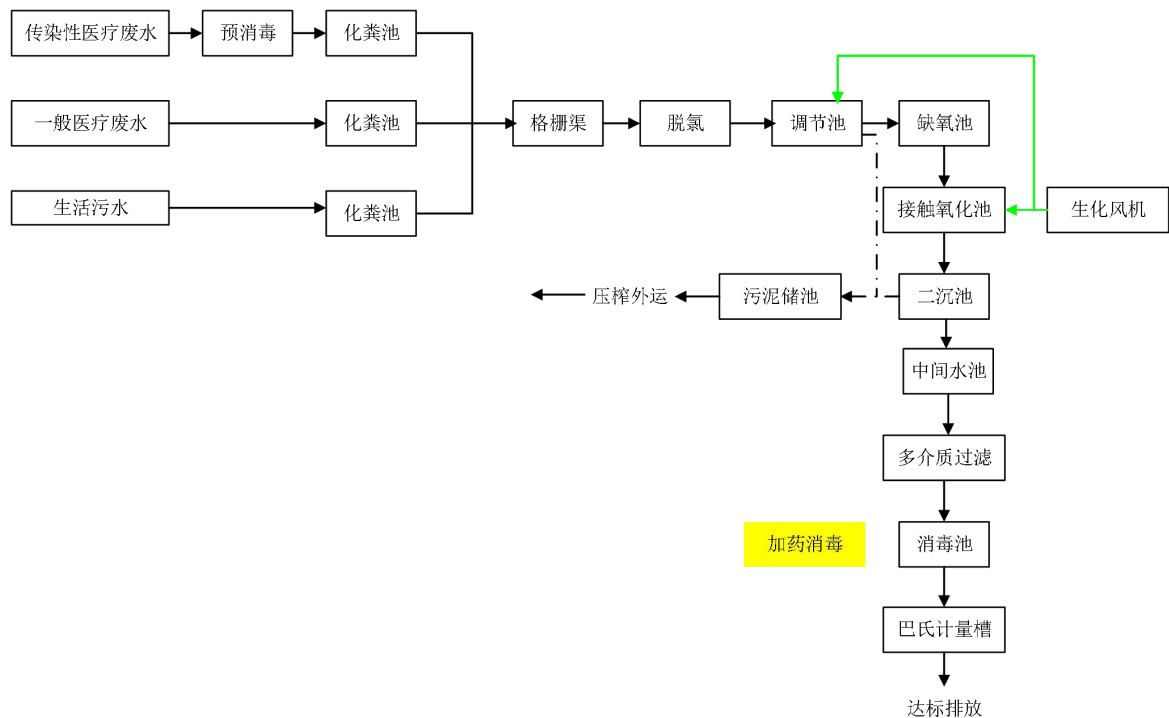 传染性医疗废水
预消毒
化粪池
一般医疗废水
化粪池
格栅渠
脱氯
调节池
缺氧池
生活污水
化粪池
接触氧化池
生化风机
压榨外运
污泥储池
二沉池
中间水池
多介质过滤
加药消毒
消毒池
巴氏计量槽
达标排放